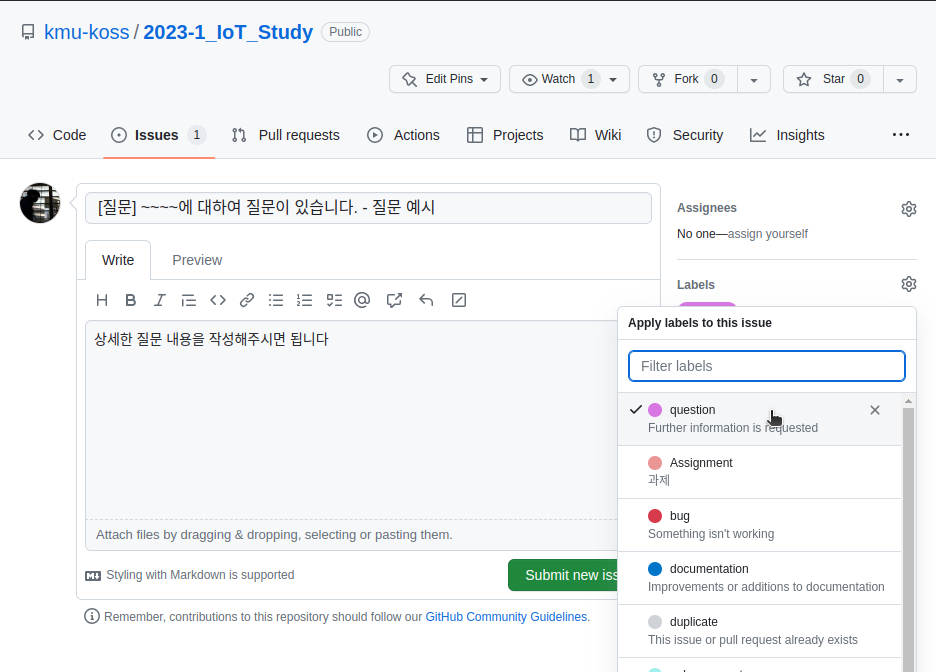 kmu-koss / 2023-1_IoT_Study Public
Edit Pins Watch 1 Fork 0 Star 0
Code Issues 1 Pull requests Actions Projects Wiki Security Insights
[질문] ~~~~에 대하여 질문이 있습니다. - 질문 예시
Write Preview
상세한 질문 내용을 작성해주시면 됩니다
Attach files by dragging & dropping, selecting or pasting them.
Styling with Markdown is supported
Submit new iss
Remember, contributions to this repository should follow our GitHub Community Guidelines.
Assignees
No one—assign yourself
Labels
Apply labels to this issue
Filter labels
question
Further information is requested
Assignment
과제
bug
Something isn't working
documentation
Improvements or additions to documentation
duplicate
This issue or pull request already exists